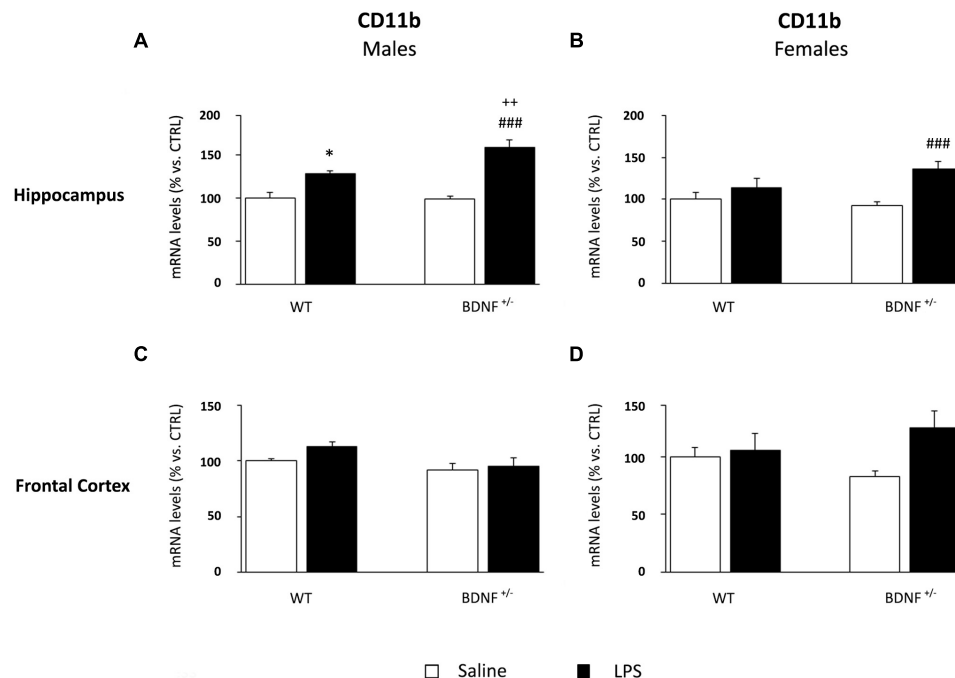 CD11b
Males
CD11b
Females
A
B
Hippocampus
mRNA levels (% vs. CTRL)
200
150
100
50
0
*
++
###
WT
BDNF +/-
mRNA levels (% vs. CTRL)
200
150
100
50
0
###
WT
BDNF +/-
C
D
Frontal Cortex
mRNA levels (% vs. CTRL)
150
100
50
0
WT
BDNF +/-
mRNA levels (% vs. CTRL)
150
100
50
0
WT
BDNF +/-
Saline
LPS